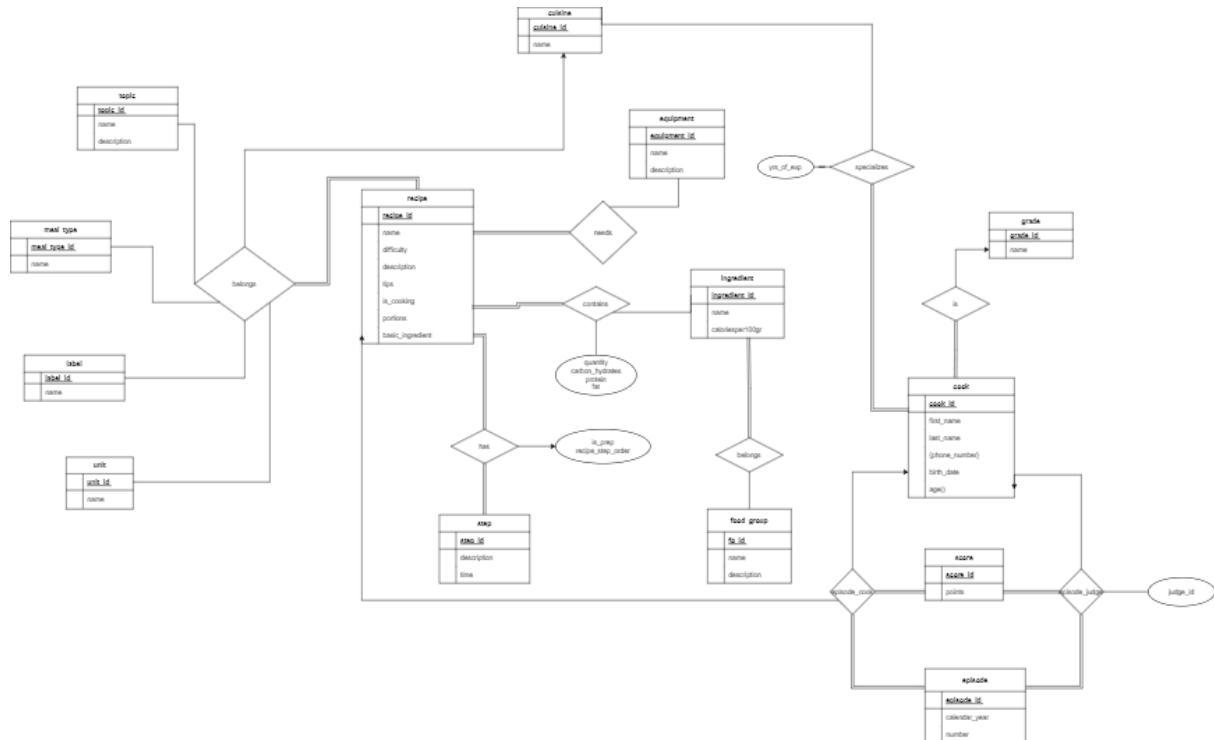 cuisine
cuisine_id
name
topic
topic_id
name
description
equipment
equipment_id
name
description
yrs_of_exp
specializes
recipe
recipe_id
name
difficulty
description
tips
is_cooking
portions
basic_ingredient
needs
meal_type
meal_type_id
name
belongs
grade
grade_id
name
ingredient
ingredient_id
name
caloriesper100gr
contains
is
quantity
carbon_hydrates
protein
fat
label
label_id
name
cook
cook_id
first_name
last_name
{phone_number}
birth_date
age()
has
is_prep
recipe_step_order
belongs
unit
unit_id
name
step
step_id
description
time
food_group
fg_id
name
description
score
score_id
points
episode_cook
episode_judge
judge_id
episode
episode_id
calendar_year
number